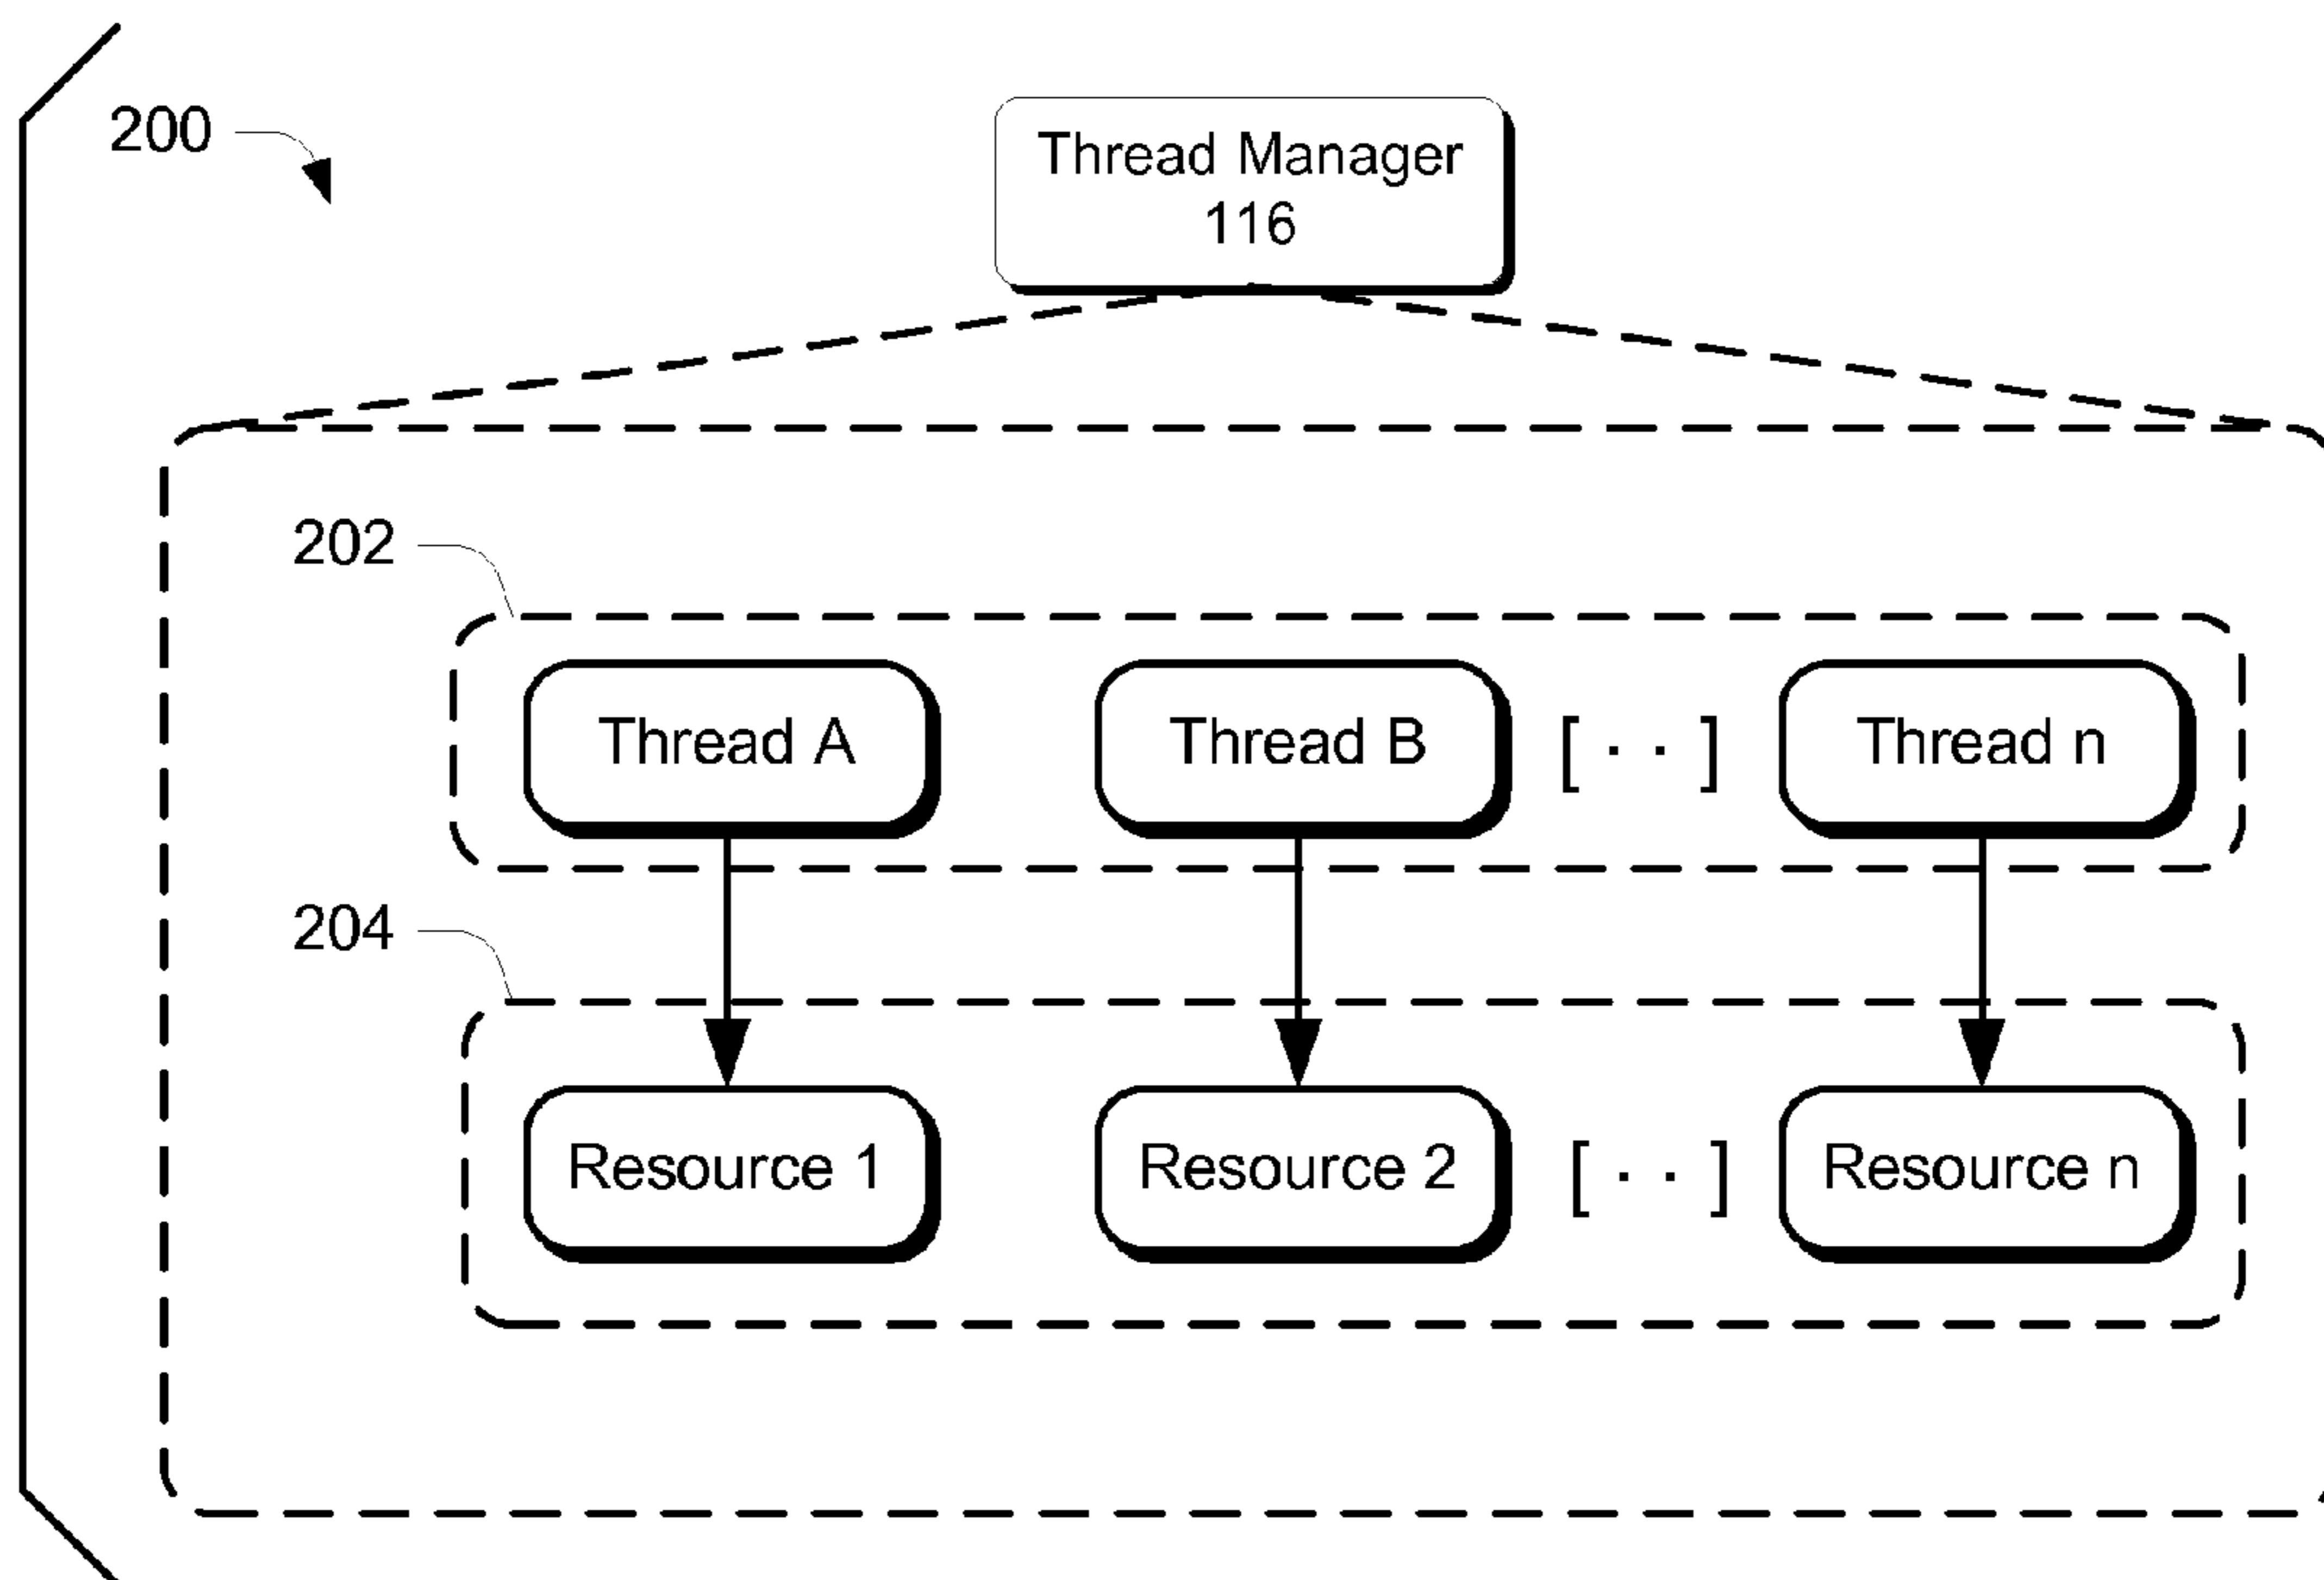 200
Thread Manager
116
202
Thread A
Thread B
[ · · ]
Thread n
204
Resource 1
Resource 2
[ · · ]
Resource n